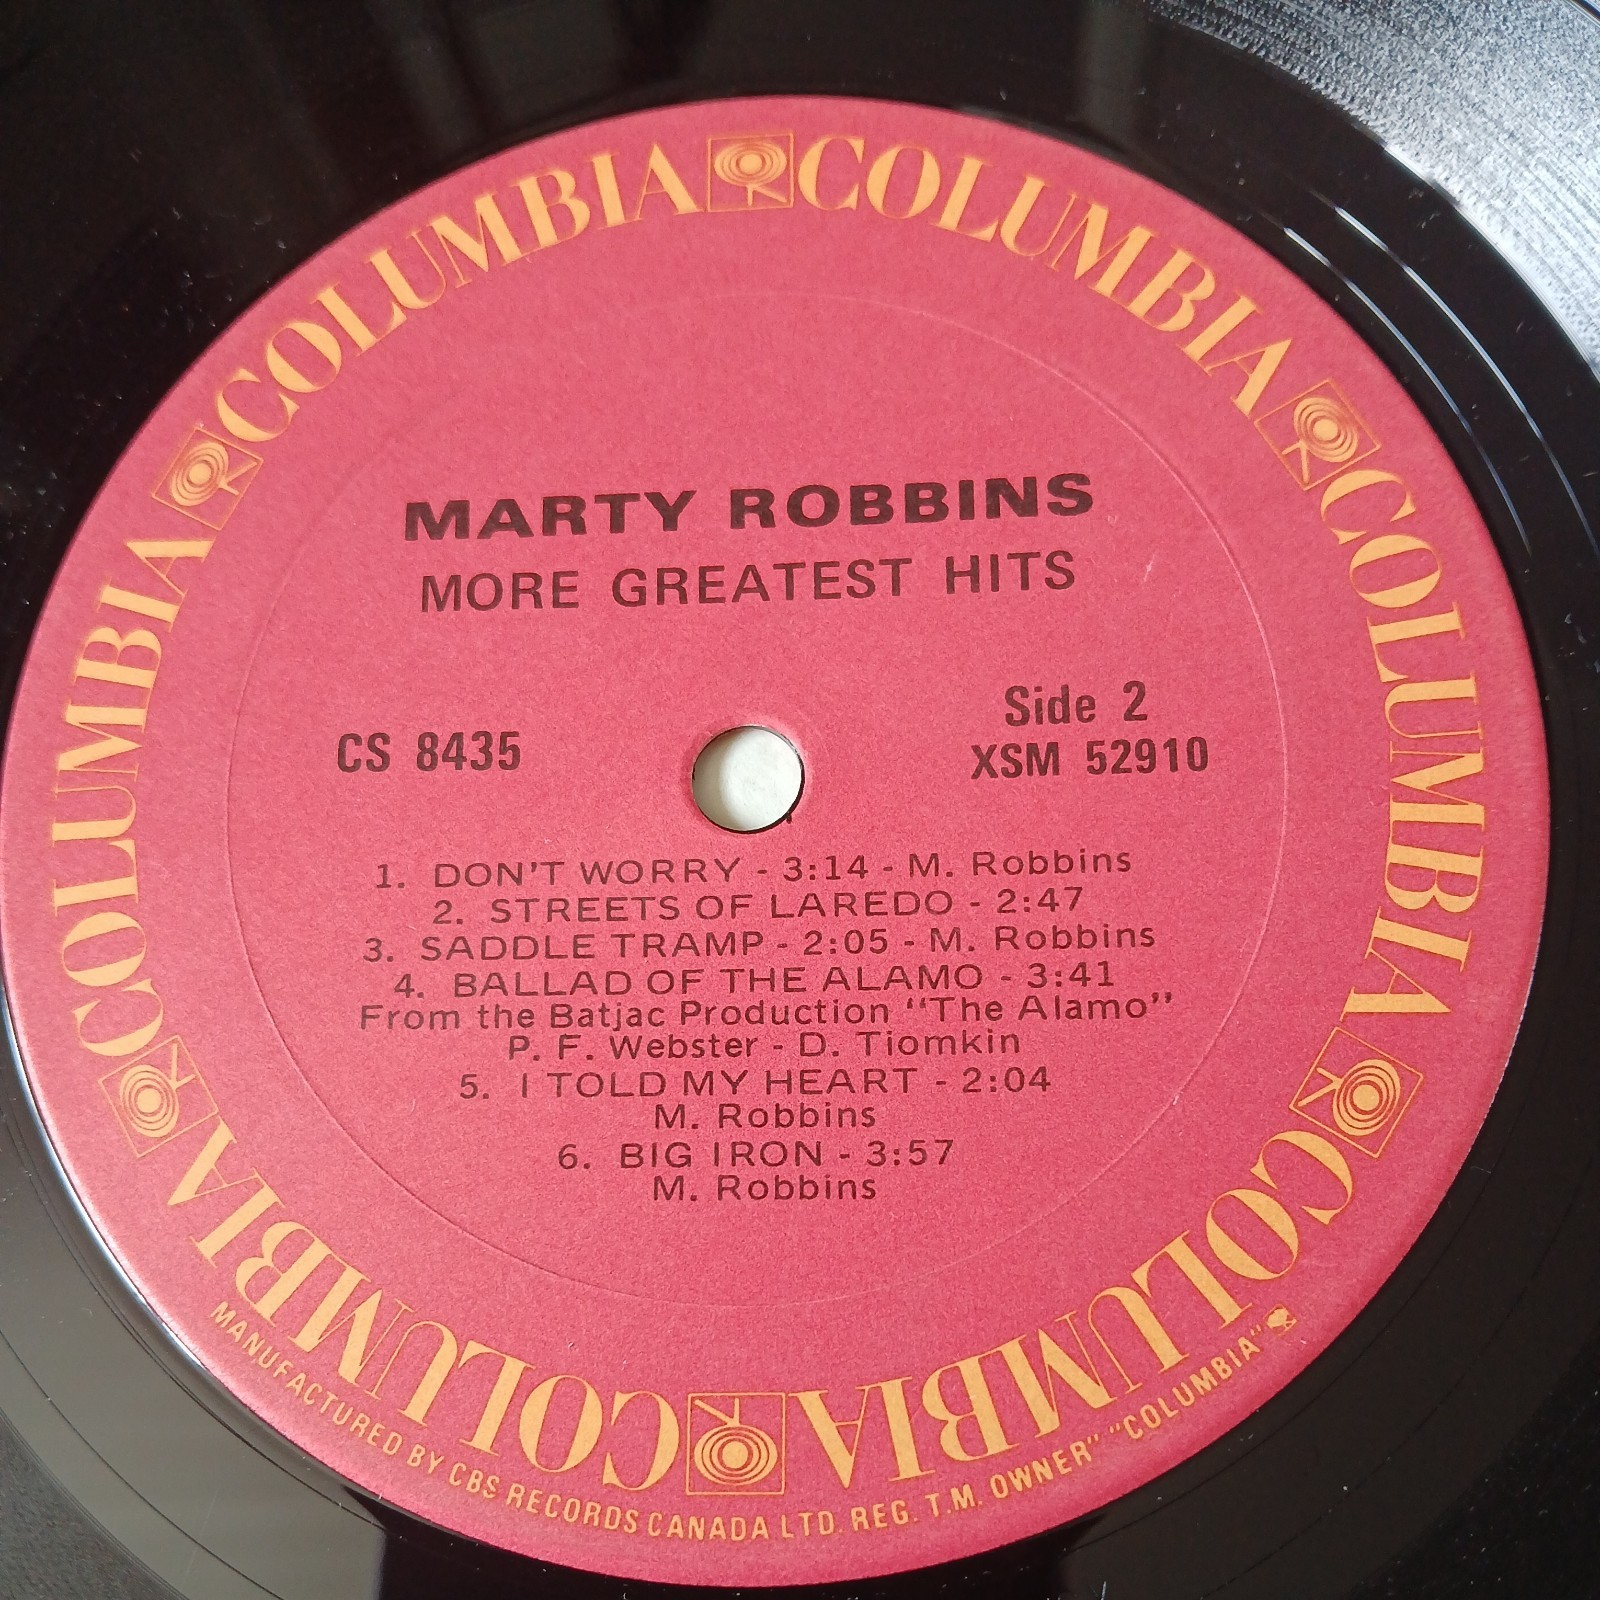 COLUMBIA COLUMBIA COLUMBIA COLUMBIA COLUMBIA COLUMBIA
MARTY ROBBINS
MORE GREATEST HITS
Side 2
CS 8435
XSM 52910
1. DON'T WORRY - 3:14 - M. Robbins
2. STREETS OF LAREDO - 2:47
3. SADDLE TRAMP - 2:05 - M. Robbins
4. BALLAD OF THE ALAMO - 3:41
From the Batjac Production "The Alamo"
P. F. Webster - D. Tiomkin
5. I TOLD MY HEART - 2:04
M. Robbins
6. BIG IRON - 3:57
M. Robbins
MANUFACTURED BY CBS RECORDS CANADA LTD. REG. T.M. OWNER" "COLUMBIA"